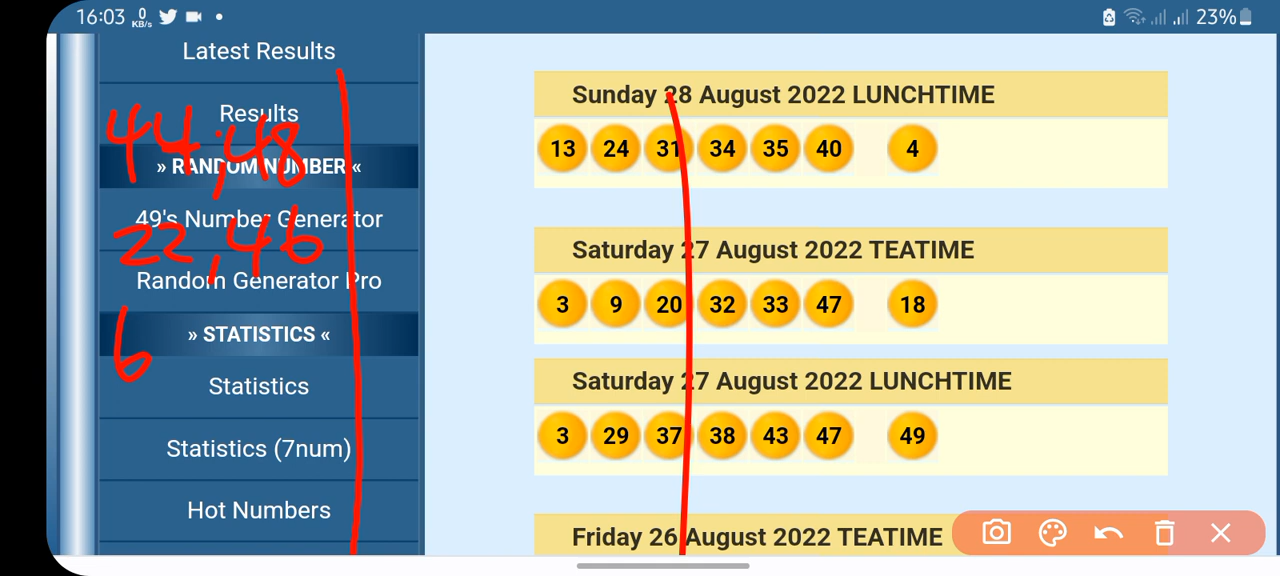 16:03 0 KB/s 23%
Latest Results
Results
» RANDOM NUMBER «
49's Number Generator
Random Generator Pro
» STATISTICS «
Statistics
Statistics (7num)
Hot Numbers
44,48
22,46
6
Sunday 28 August 2022 LUNCHTIME
13 24 31 34 35 40 4
Saturday 27 August 2022 TEATIME
3 9 20 32 33 47 18
Saturday 27 August 2022 LUNCHTIME
3 29 37 38 43 47 49
Friday 26 August 2022 TEATIME